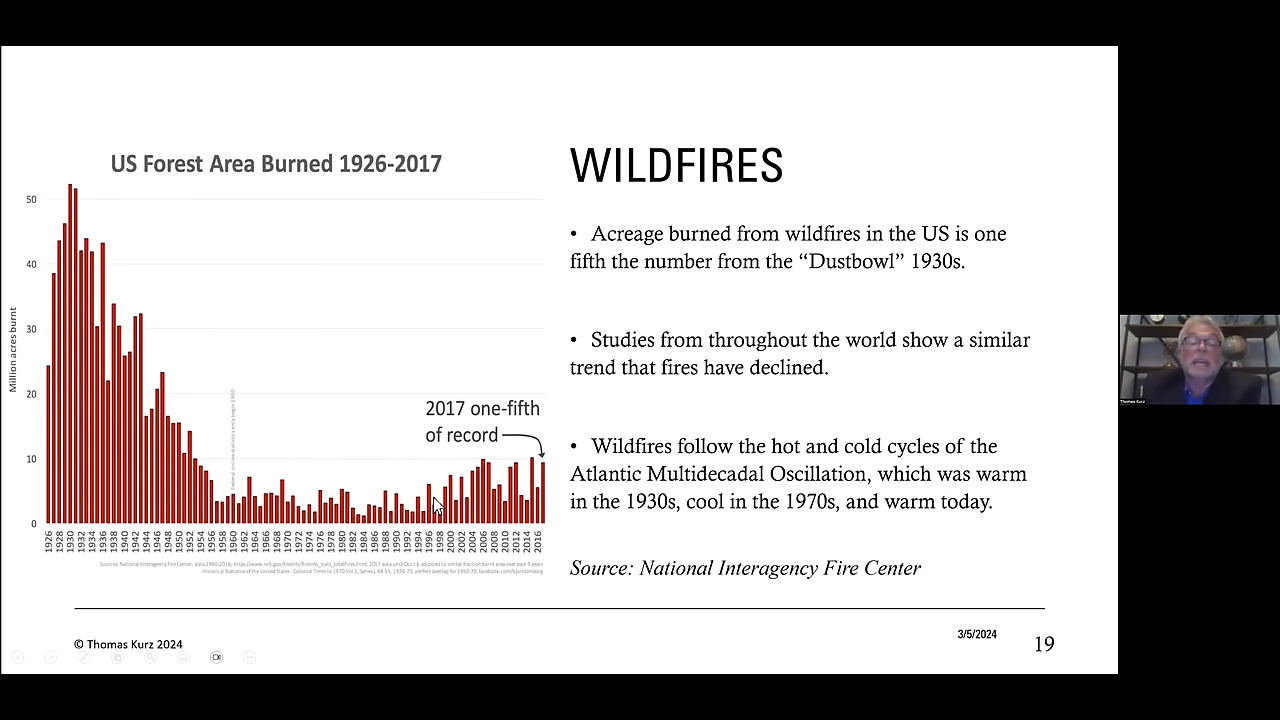 US Forest Area Burned 1926-2017
Million acres burnt
50
40
30
20
10
0
2017 one-fifth
of record
1926 1928 1930 1932 1934 1936 1938 1940 1942 1944 1946 1948 1950 1952 1954 1956 1958 1960 1962 1964 1966 1968 1970 1972 1974 1976 1978 1980 1982 1984 1986 1988 1990 1992 1994 1996 1998 2000 2002 2004 2006 2008 2010 2012 2014 2016
WILDFIRES
• Acreage burned from wildfires in the US is one
fifth the number from the “Dustbowl” 1930s.
• Studies from throughout the world show a similar
trend that fires have declined.
• Wildfires follow the hot and cold cycles of the
Atlantic Multidecadal Oscillation, which was warm
in the 1930s, cool in the 1970s, and warm today.
Source: National Interagency Fire Center
© Thomas Kurz 2024
3/5/2024
19
Thomas Kurz